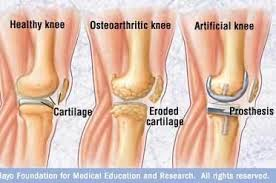 Healthy knee
Osteoarthritic knee
Artificial knee
Cartilage
Eroded
cartilage
Prosthesis
ayo Foundation for Medical Education and Research. All rights reserved.